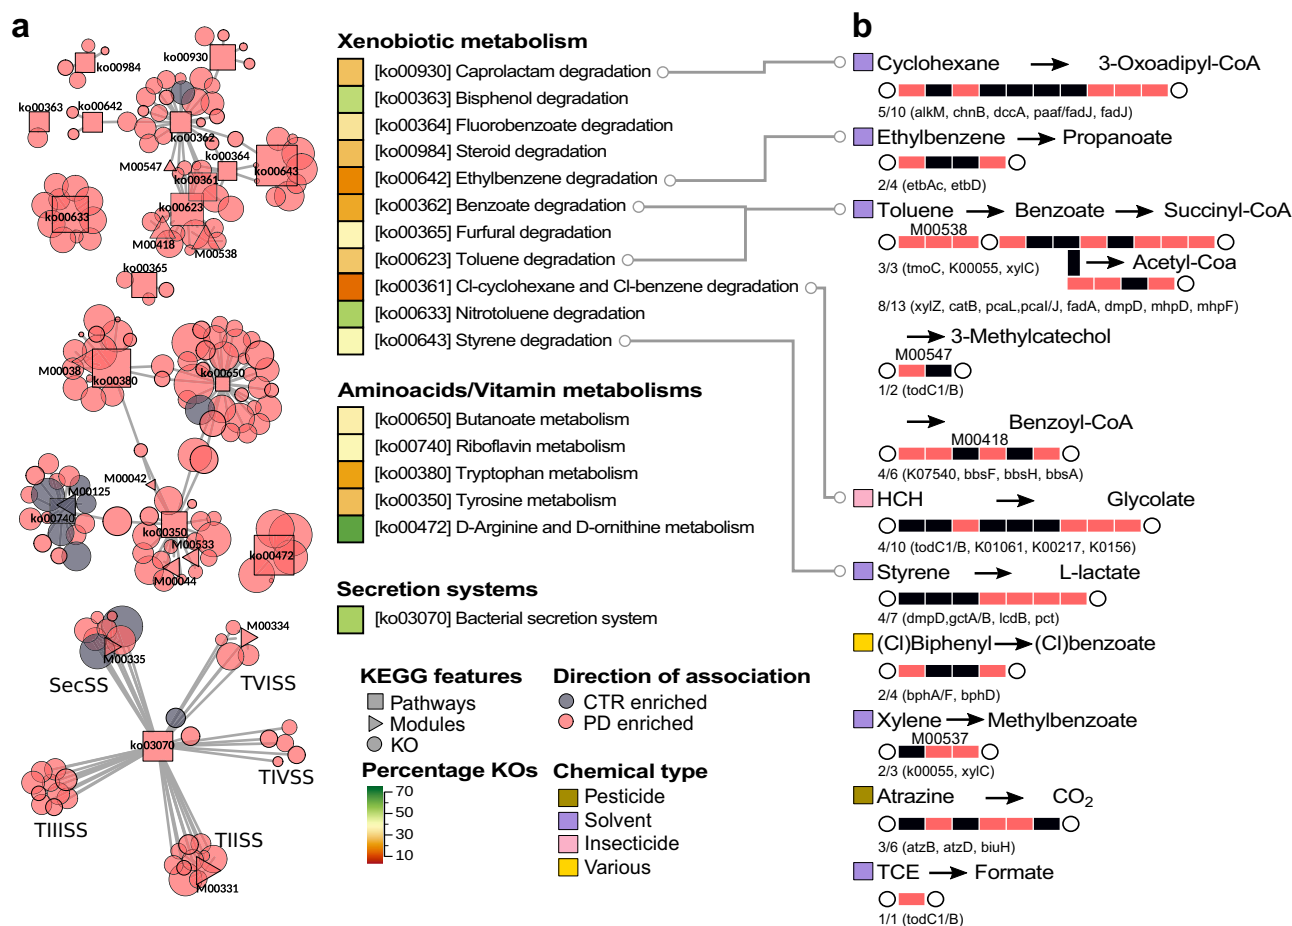 a
ko00930
ko00984
ko00363
ko00642
ko00362
M00547
ko00364
ko00361
ko00643
ko00623
ko00633
M00418
M00538
ko00365
M00038
ko00380
ko00650
M00042
M00125
ko00740
ko00350
M00533
ko00472
M00044
M00334
M00335
SecSS
TVISS
ko03070
TIVSS
TIIISS
TIISS
M00331
Xenobiotic metabolism
[ko00930] Caprolactam degradation
[ko00363] Bisphenol degradation
[ko00364] Fluorobenzoate degradation
[ko00984] Steroid degradation
[ko00642] Ethylbenzene degradation
[ko00362] Benzoate degradation
[ko00365] Furfural degradation
[ko00623] Toluene degradation
[ko00361] Cl-cyclohexane and Cl-benzene degradation
[ko00633] Nitrotoluene degradation
[ko00643] Styrene degradation
Aminoacids/Vitamin metabolisms
[ko00650] Butanoate metabolism
[ko00740] Riboflavin metabolism
[ko00380] Tryptophan metabolism
[ko00350] Tyrosine metabolism
[ko00472] D-Arginine and D-ornithine metabolism
Secretion systems
[ko03070] Bacterial secretion system
KEGG features
Pathways
Modules
KO
Direction of association
CTR enriched
PD enriched
Percentage KOs
70
50
30
10
Chemical type
Pesticide
Solvent
Insecticide
Various
b
Cyclohexane 3-Oxoadipyl-CoA
5/10 (alkM, chnB, dccA, paaf/fadJ, fadJ)
Ethylbenzene Propanoate
2/4 (etbAc, etbD)
Toluene Benzoate Succinyl-CoA
M00538
3/3 (tmoC, K00055, xylC)
Acetyl-Coa
8/13 (xylZ, catB, pcaL,pcaI/J, fadA, dmpD, mhpD, mhpF)
3-Methylcatechol
M00547
1/2 (todC1/B)
Benzoyl-CoA
M00418
4/6 (K07540, bbsF, bbsH, bbsA)
HCH Glycolate
4/10 (todC1/B, K01061, K00217, K0156)
Styrene L-lactate
4/7 (dmpD,gctA/B, lcdB, pct)
(Cl)Biphenyl (Cl)benzoate
2/4 (bphA/F, bphD)
Xylene Methylbenzoate
M00537
2/3 (k00055, xylC)
Atrazine CO2
3/6 (atzB, atzD, biuH)
TCE Formate
1/1 (todC1/B)